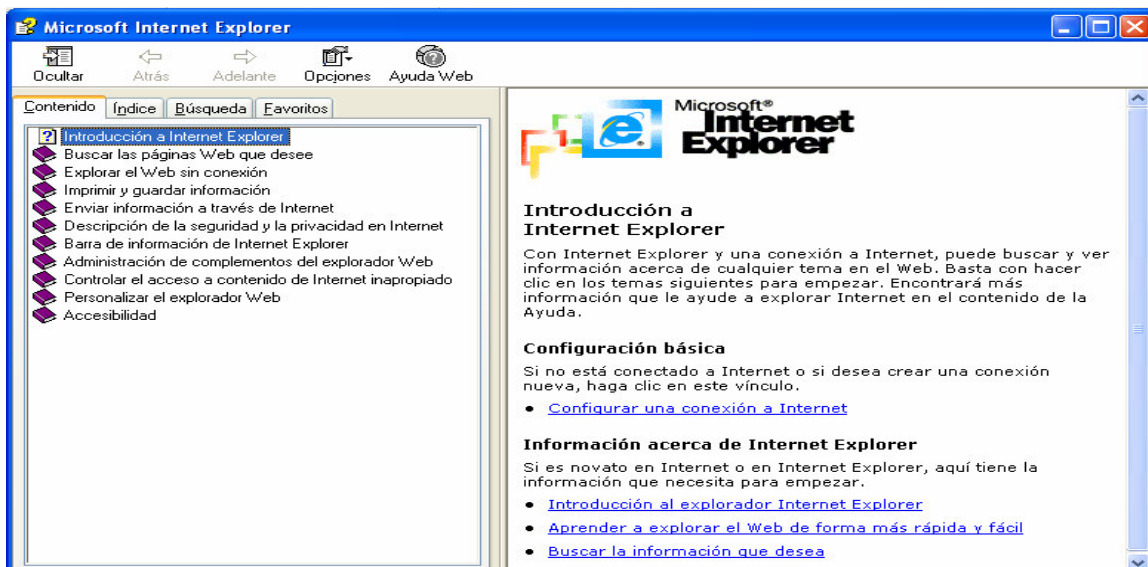 Microsoft Internet Explorer
Ocultar Atrás Adelante Opciones Ayuda Web
Contenido Índice Búsqueda Favoritos
Introducción a Internet Explorer
Buscar las páginas Web que desee
Explorar el Web sin conexión
Imprimir y guardar información
Enviar información a través de Internet
Descripción de la seguridad y la privacidad en Internet
Barra de información de Internet Explorer
Administración de complementos del explorador Web
Controlar el acceso a contenido de Internet inapropiado
Personalizar el explorador Web
Accesibilidad
Microsoft®
Internet
Explorer
Introducción a
Internet Explorer
Con Internet Explorer y una conexión a Internet, puede buscar y ver
información acerca de cualquier tema en el Web. Basta con hacer
clic en los temas siguientes para empezar. Encontrará más
información que le ayude a explorar Internet en el contenido de la
Ayuda.
Configuración básica
Si no está conectado a Internet o si desea crear una conexión
nueva, haga clic en este vínculo.
• Configurar una conexión a Internet
Información acerca de Internet Explorer
Si es novato en Internet o en Internet Explorer, aquí tiene la
información que necesita para empezar.
• Introducción al explorador Internet Explorer
• Aprender a explorar el Web de forma más rápida y fácil
• Buscar la información que desea